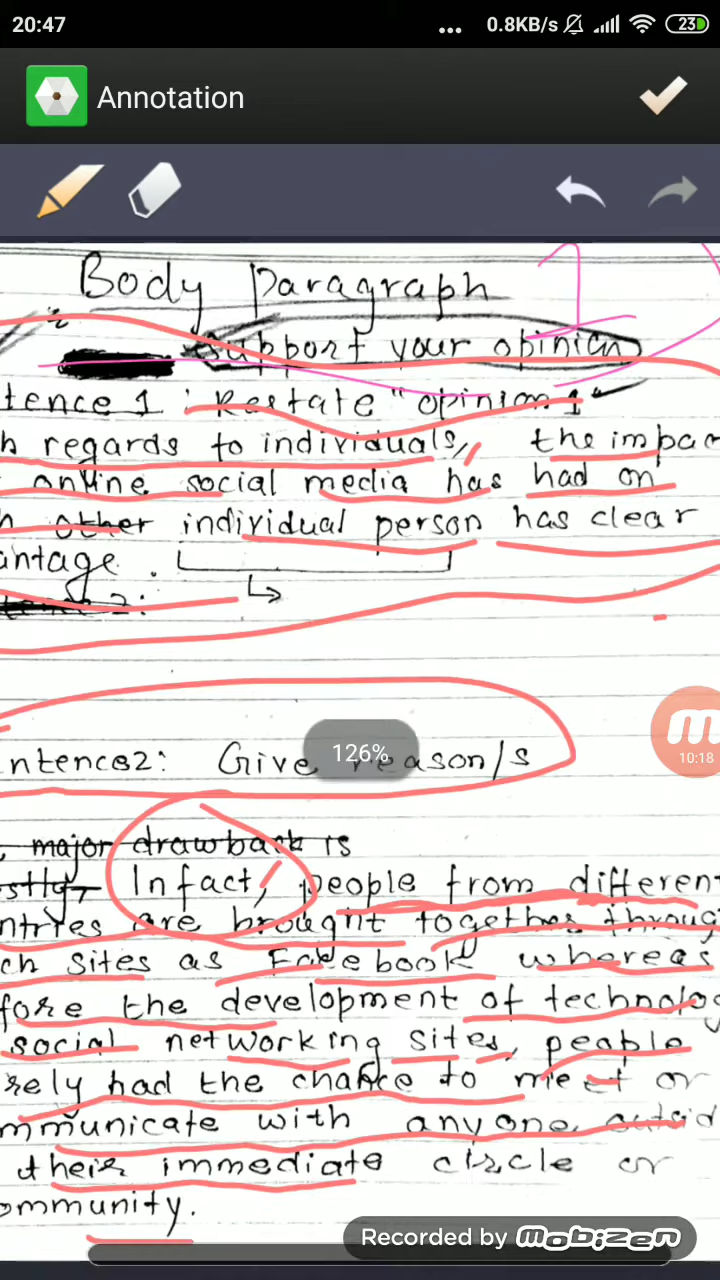 20:47 ... 0.8KB/s 23
Annotation
Body Paragraph 1
support your opinion
tence 1 : Restate "opinion 1"
h regards to individuals, the impac
online social media has had on
other individual person has clear
antage.
2:
126%
ntence2: Give reason/s
major drawback is
stly, Infact, people from different
ntries are brought together throug
ch sites as Facebook whereas
fore the development of technolog
social networking sites, people
rely had the chance to meet or
mmunicate with anyone outsid
their immediate circle or
ommunity.
10:18
Recorded by mobizen